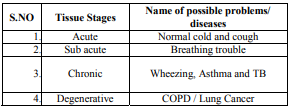 S.NO Tissue Stages Name of possible problems/
diseases
1. Acute Normal cold and cough
2. Sub acute Breathing trouble
3. Chronic Wheezing, Asthma and TB
4. Degenerative COPD / Lung Cancer